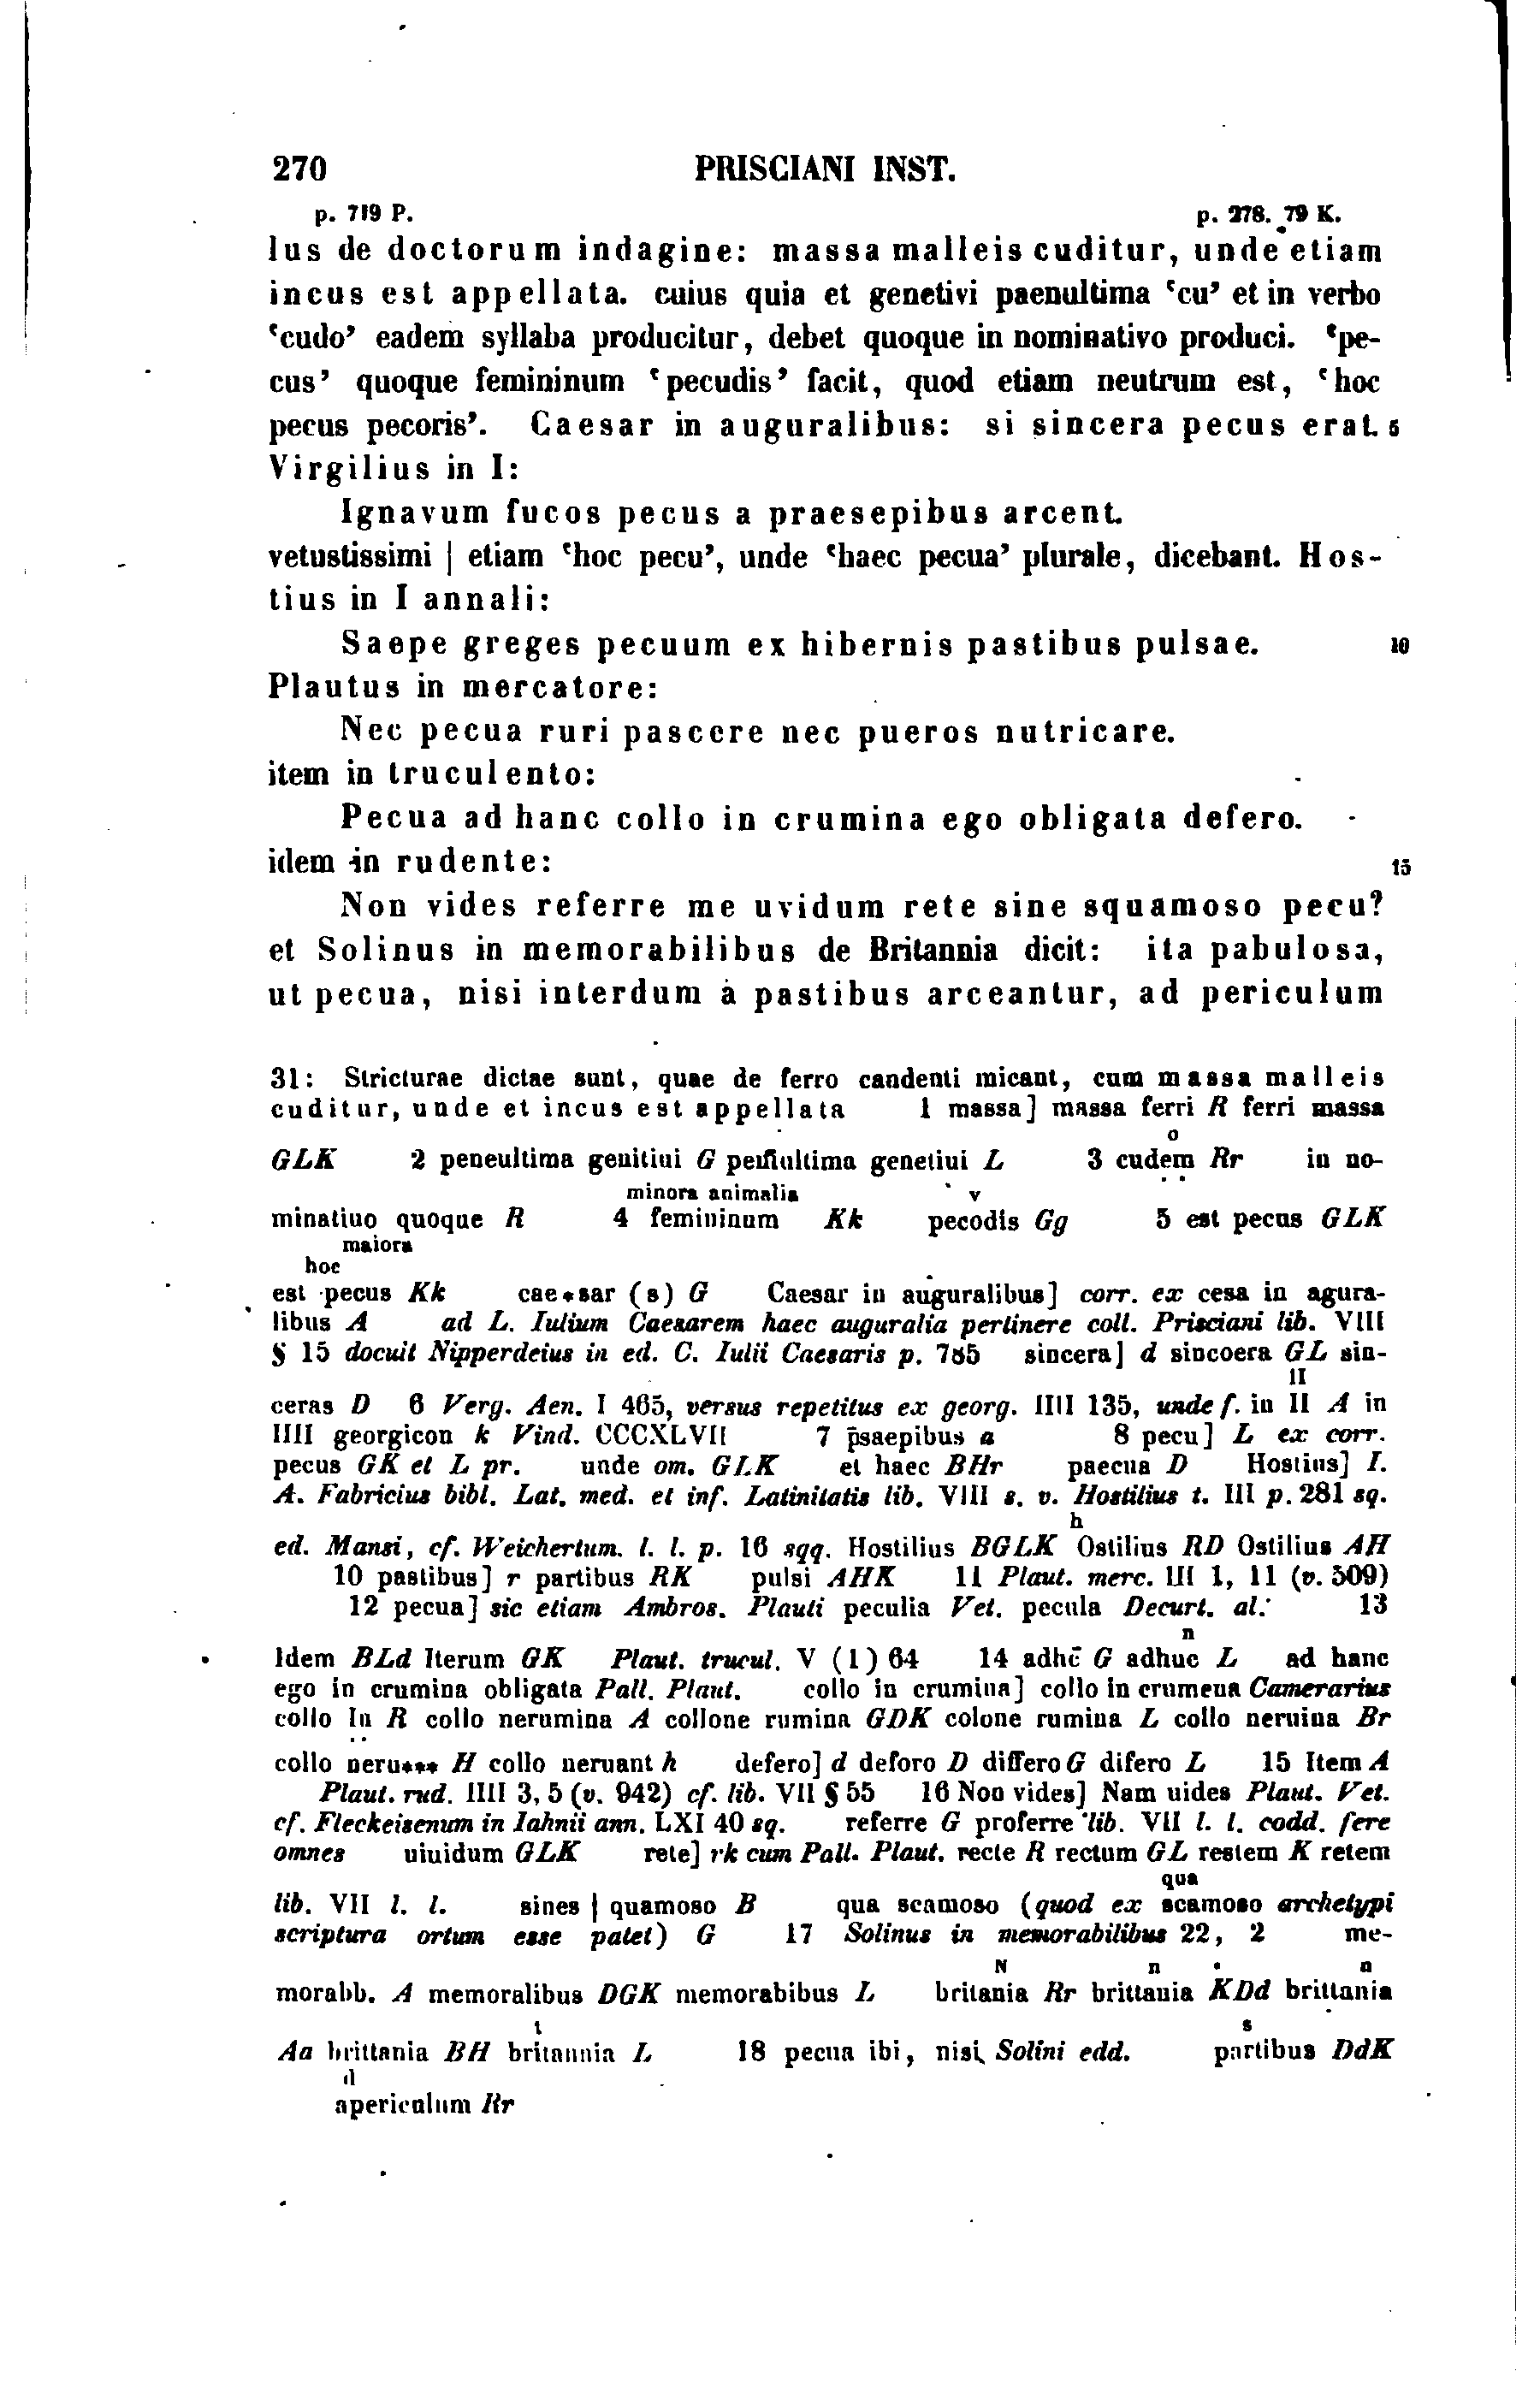 270 PRISCIANI INST.
p. 719 P. p. 278. 79 K.
lus de doctorum indagine: massa malleis cuditur, unde etiam
incus est appellata. cuius quia et genetivi paenultima ‘cu’ et in verbo
‘cudo’ eadem syllaba producitur, debet quoque in nominativo produci. ‘pe-
cus’ quoque femininum ‘pecudis’ facit, quod etiam neutrum est, ‘hoc
pecus pecoris’. Caesar in auguralibus: si sincera pecus erat. 5
Virgilius in I:
Ignavum fucos pecus a praesepibus arcent.
vetustissimi | etiam ‘hoc pecu’, unde ‘haec pecua’ plurale, dicebant. Hos-
tius in I annali:
Saepe greges pecuum ex hibernis pastibus pulsae. 10
Plautus in mercatore:
Nec pecua ruri pascere nec pueros nutricare.
item in truculento:
Pecua ad hanc collo in crumina ego obligata defero.
idem in rudente: 15
Non vides referre me uvidum rete sine squamoso pecu?
et Solinus in memorabilibus de Britannia dicit: ita pabulosa,
ut pecua, nisi interdum a pastibus arceantur, ad periculum
31: Stricturae dictae sunt, quae de ferro candenti micant, cum massa malleis
cuditur, unde et incus est appellata 1 massa] massa ferri R ferri massa
o
GLK 2 peneultima genitiui G genetiui L 3 cudem Rr in no-
minora animalia v
minatiuo quoque R 4 femininum Kk pecodis Gg 5 est pecus GLK
maiora
hoc
est pecus Kk cae*sar (s) G Caesar in auguralibus] corr. ex cesa in agura-
libus A ad L. Iulium Caesarem haec auguralia pertinere coll. Prisciani lib. VIII
§ 15 docuit Nipperdeius in ed. C. Iulii Caesaris p. 785 sincera] d sincoera GL sin-
II
ceras D 6 Verg. Aen. I 465, versus repetitus ex georg. IIII 135, unde f. in II A in
IIII georgicon k Vind. CCCXLVII 7 p̄saepibus a 8 pecu] L ex corr.
pecus GK et L pr. unde om. GLK et haec BHr paecua D Hostius] I.
A. Fabricius bibl. Lat. med. et inf. Latinitatis lib. VIII s. v. Hostilius t. III p. 281 sq.
h
ed. Mansi, cf. Weichertum. l. l. p. 16 sqq. Hostilius BGLK Ostilius RD Ostilius AH
10 pastibus] r partibus RK pulsi AHK 11 Plaut. merc. III 1, 11 (v. 509)
12 pecua] sic etiam Ambros. Plauti peculia Vet. pecula Decurt. al. 13
n
Idem BLd Iterum GK Plaut. trucul. V (1) 64 14 adhc̄ G adhuc L ad hanc
ego in crumina obligata Pall. Plaut. collo in crumina] collo in crumena Camerarius
collo In R collo nerumina A collone rumina GDK colone rumina L collo neruina Br
collo neru*** H collo neruant h defero] d deforo D differo G difero L 15 Item A
Plaut. rud. IIII 3, 5 (v. 942) cf. lib. VII § 55 16 Non vides] Nam uides Plaut. Vet.
cf. Fleckeisenum in Iahnii ann. LXI 40 sq. referre G proferre lib. VII l. l. codd. fere
omnes uiuidum GLK rete] rk cum Pall. Plaut. recte R rectum GL restem K retem
qua
lib. VII l. l. sines | quamoso B qua scamoso (quod ex scamoso archetypi
scriptura ortum esse patet) G 17 Solinus in memorabilibus 22, 2 me-
N n n
morabb. A memoralibus DGK memorabibus L britania Rr brittania KDd brittania
t s
Aa brittania BH britannia L 18 pecua ibi, nisi Solini edd. partibus DdK
d
apericulum Rr